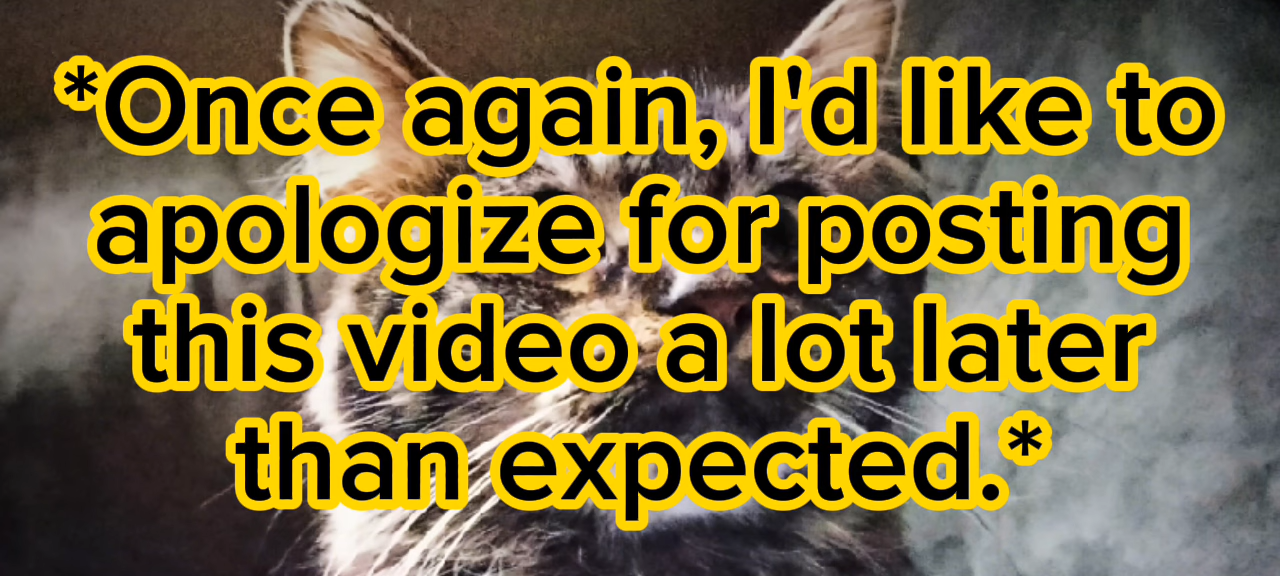 *Once again, I'd like to
apologize for posting
this video a lot later
than expected.*